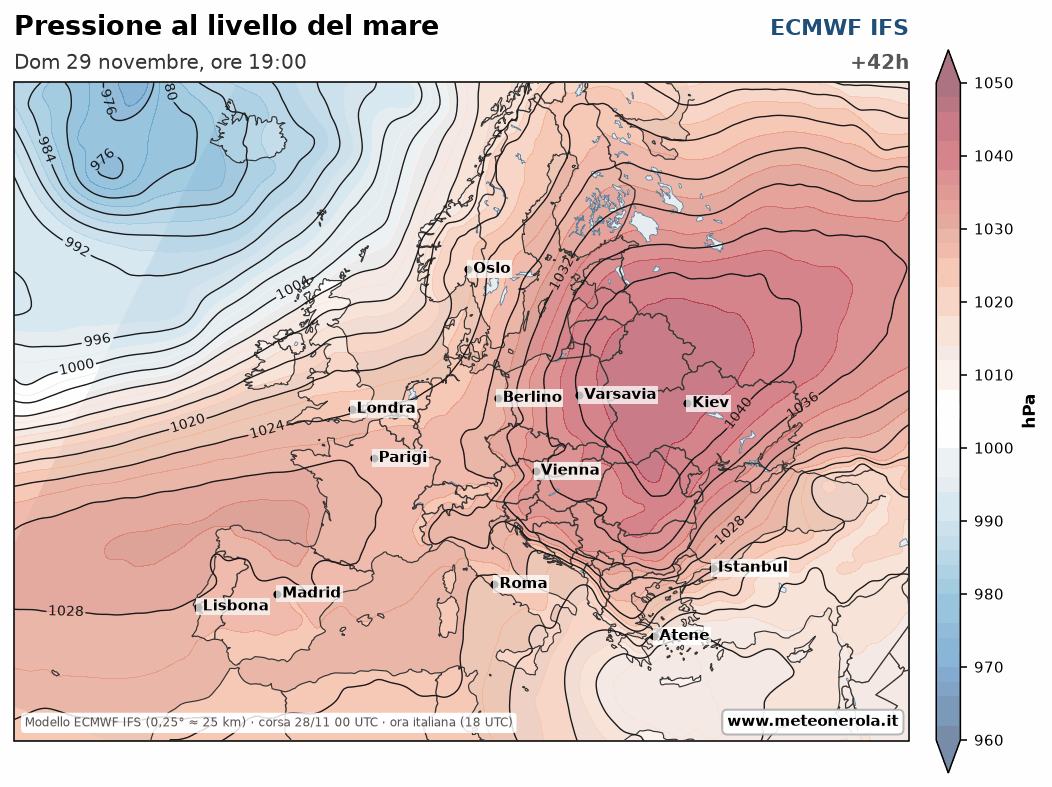 Pressione al livello del mare
ECMWF IFS
Dom 29 novembre, ore 19:00
+42h
976
80
984
976
992
1004
996
1000
1020
1024
1032
1040
1036
1028
1028
Oslo
Berlino
Varsavia
Kiev
Londra
Parigi
Vienna
Istanbul
Roma
Madrid
Lisbona
Atene
Modello ECMWF IFS (0,25° ≈ 25 km) · corsa 28/11 00 UTC · ora italiana (18 UTC)
www.meteonerola.it
1050
1040
1030
1020
1010
1000
990
980
970
960
hPa